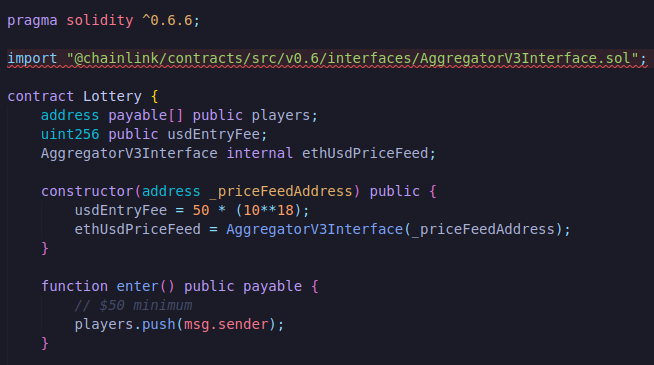 pragma solidity ^0.6.6;
import "@chainlink/contracts/src/v0.6/interfaces/AggregatorV3Interface.sol";
contract Lottery {
    address payable[] public players;
    uint256 public usdEntryFee;
    AggregatorV3Interface internal ethUsdPriceFeed;
    constructor(address _priceFeedAddress) public {
        usdEntryFee = 50 * (10**18);
        ethUsdPriceFeed = AggregatorV3Interface(_priceFeedAddress);
    }
    function enter() public payable {
        // $50 minimum
        players.push(msg.sender);
    }